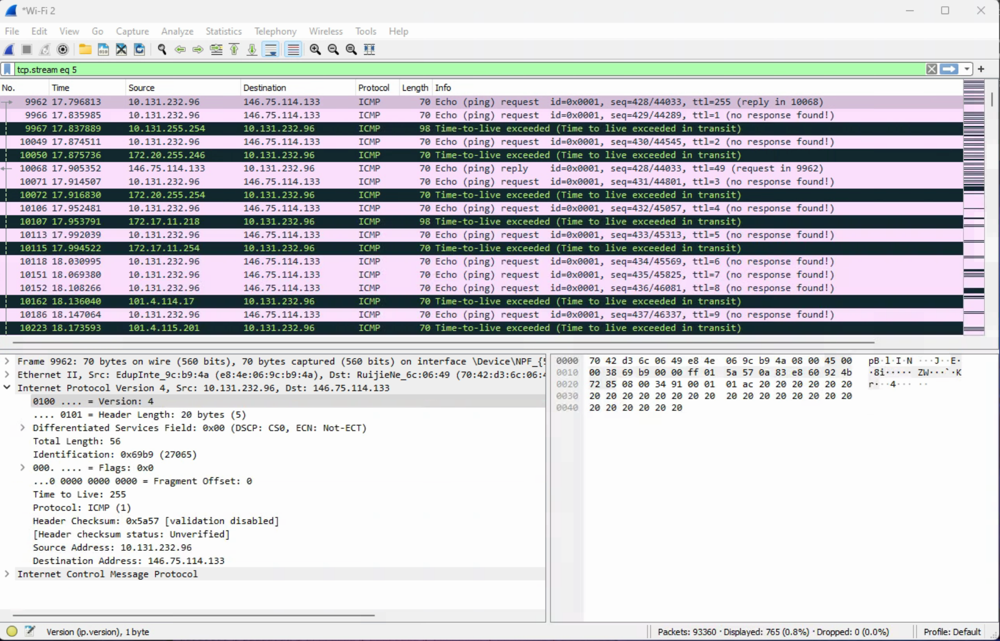 *Wi-Fi 2
File Edit View Go Capture Analyze Statistics Telephony Wireless Tools Help
tcp.stream eq 5
No. Time Source Destination Protocol Length Info
9962 17.796813 10.131.232.96 146.75.114.133 ICMP 70 Echo (ping) request id=0x0001, seq=428/44033, ttl=255 (reply in 10068)
9966 17.835985 10.131.232.96 146.75.114.133 ICMP 70 Echo (ping) request id=0x0001, seq=429/44289, ttl=1 (no response found!)
9967 17.837889 10.131.255.254 10.131.232.96 ICMP 98 Time-to-live exceeded (Time to live exceeded in transit)
10049 17.874511 10.131.232.96 146.75.114.133 ICMP 70 Echo (ping) request id=0x0001, seq=430/44545, ttl=2 (no response found!)
10050 17.875736 172.20.255.246 10.131.232.96 ICMP 70 Time-to-live exceeded (Time to live exceeded in transit)
10068 17.905352 146.75.114.133 10.131.232.96 ICMP 70 Echo (ping) reply id=0x0001, seq=428/44033, ttl=49 (request in 9962)
10071 17.914507 10.131.232.96 146.75.114.133 ICMP 70 Echo (ping) request id=0x0001, seq=431/44801, ttl=3 (no response found!)
10072 17.916830 172.20.255.254 10.131.232.96 ICMP 70 Time-to-live exceeded (Time to live exceeded in transit)
10106 17.952481 10.131.232.96 146.75.114.133 ICMP 70 Echo (ping) request id=0x0001, seq=432/45057, ttl=4 (no response found!)
10107 17.953791 172.17.11.218 10.131.232.96 ICMP 98 Time-to-live exceeded (Time to live exceeded in transit)
10113 17.992039 10.131.232.96 146.75.114.133 ICMP 70 Echo (ping) request id=0x0001, seq=433/45313, ttl=5 (no response found!)
10115 17.994522 172.17.11.254 10.131.232.96 ICMP 70 Time-to-live exceeded (Time to live exceeded in transit)
10118 18.030995 10.131.232.96 146.75.114.133 ICMP 70 Echo (ping) request id=0x0001, seq=434/45569, ttl=6 (no response found!)
10151 18.069380 10.131.232.96 146.75.114.133 ICMP 70 Echo (ping) request id=0x0001, seq=435/45825, ttl=7 (no response found!)
10152 18.108266 10.131.232.96 146.75.114.133 ICMP 70 Echo (ping) request id=0x0001, seq=436/46081, ttl=8 (no response found!)
10162 18.136040 101.4.114.17 10.131.232.96 ICMP 70 Time-to-live exceeded (Time to live exceeded in transit)
10186 18.147064 10.131.232.96 146.75.114.133 ICMP 70 Echo (ping) request id=0x0001, seq=437/46337, ttl=9 (no response found!)
10223 18.173593 101.4.115.201 10.131.232.96 ICMP 70 Time-to-live exceeded (Time to live exceeded in transit)
Frame 9962: 70 bytes on wire (560 bits), 70 bytes captured (560 bits) on interface \Device\NPF_{5
Ethernet II, Src: EdupInte_9c:b9:4a (e8:4e:06:9c:b9:4a), Dst: RuijieNe_6c:06:49 (70:42:d3:6c:06:4
Internet Protocol Version 4, Src: 10.131.232.96, Dst: 146.75.114.133
0100 .... = Version: 4
.... 0101 = Header Length: 20 bytes (5)
Differentiated Services Field: 0x00 (DSCP: CS0, ECN: Not-ECT)
Total Length: 56
Identification: 0x69b9 (27065)
000. .... = Flags: 0x0
...0 0000 0000 0000 = Fragment Offset: 0
Time to Live: 255
Protocol: ICMP (1)
Header Checksum: 0x5a57 [validation disabled]
[Header checksum status: Unverified]
Source Address: 10.131.232.96
Destination Address: 146.75.114.133
Internet Control Message Protocol
0000 70 42 d3 6c 06 49 e8 4e 06 9c b9 4a 08 00 45 00 pB·l·I·N ···J··E·
0010 00 38 69 b9 00 00 ff 01 5a 57 0a 83 e8 60 92 4b ·8i····· ZW···`·K
0020 72 85 08 00 34 91 00 01 01 ac 20 20 20 20 20 20 r···4··· ··
0030 20 20 20 20 20 20 20 20 20 20 20 20 20 20 20 20
0040 20 20 20 20 20 20
Version (ip.version), 1 byte
Packets: 93360 · Displayed: 765 (0.8%) · Dropped: 0 (0.0%)
Profile: Default